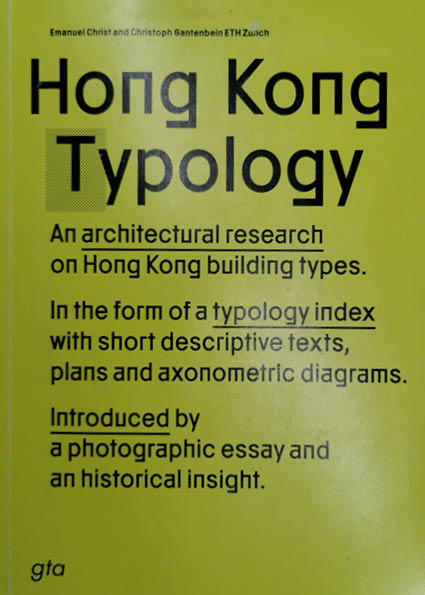 Emanuel Christ and Christoph Gantenbein ETH Zurich
Hong Kong
Typology
An architectural research
on Hong Kong building types.
In the form of a typology index
with short descriptive texts,
plans and axonometric diagrams.
Introduced by
a photographic essay and
an historical insight.
gta